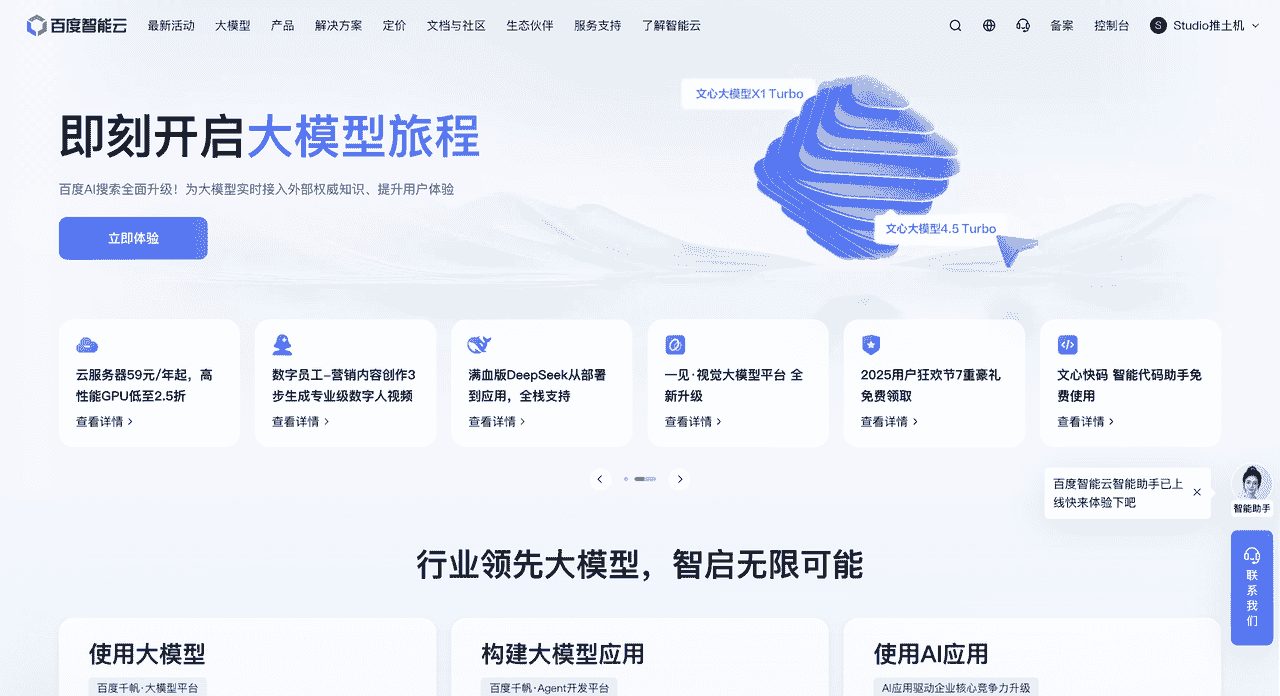 百度智能云 最新活动 大模型 产品 解决方案 定价 文档与社区 生态伙伴 服务支持 了解智能云 备案 控制台 S Studio推土机
文心大模型X1 Turbo
即刻开启大模型旅程
百度AI搜索全面升级！为大模型实时接入外部权威知识、提升用户体验
文心大模型4.5 Turbo
立即体验
云服务器59元/年起，高
性能GPU低至2.5折
查看详情
数字员工–营销内容创作3
步生成专业级数字人视频
查看详情
满血版DeepSeek从部署
到应用，全栈支持
查看详情
一见·视觉大模型平台 全
新升级
查看详情
2025用户狂欢节7重豪礼
免费领取
查看详情
文心快码 智能代码助手免
费使用
查看详情
百度智能云智能助手已上
线快来体验下吧
智能助手
联系我们
行业领先大模型，智启无限可能
使用大模型
百度千帆·大模型平台
构建大模型应用
百度千帆·Agent开发平台
使用AI应用
AI应用驱动企业核心竞争力升级